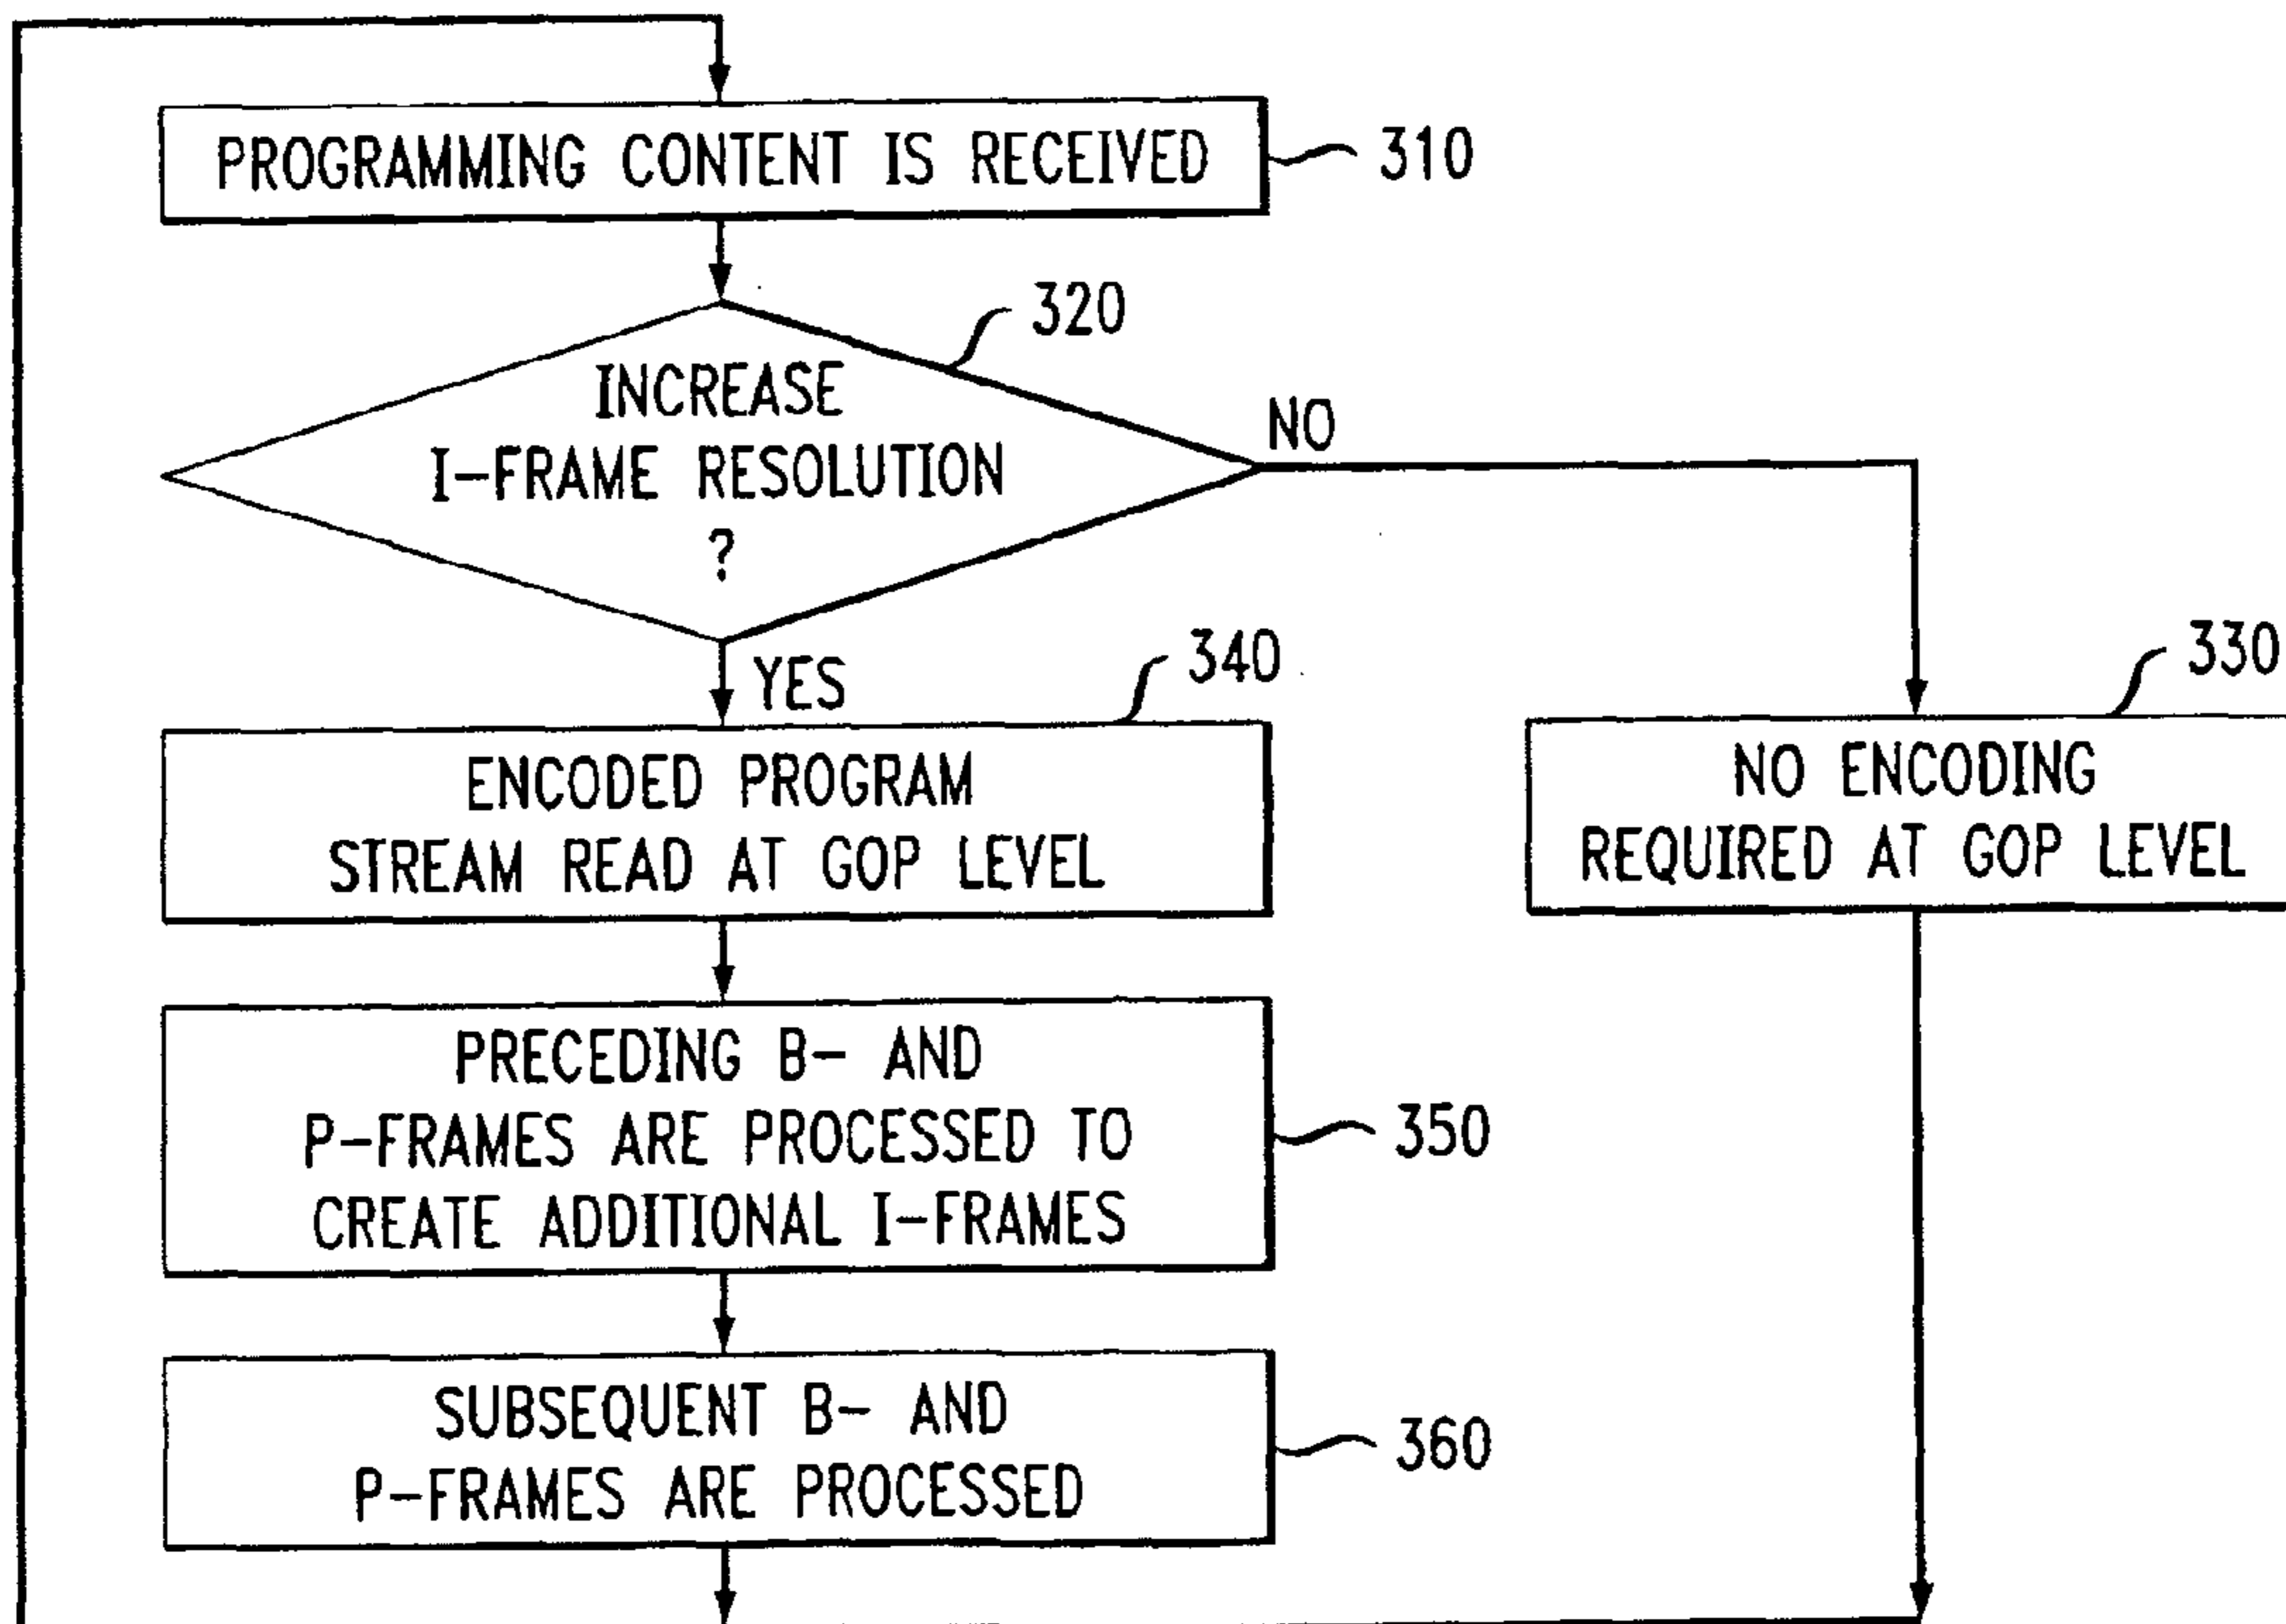 PROGRAMMING CONTENT IS RECEIVED
310
320
INCREASE
I-FRAME RESOLUTION
?
NO
YES
340
330
ENCODED PROGRAM
STREAM READ AT GOP LEVEL
NO ENCODING
REQUIRED AT GOP LEVEL
PRECEDING B- AND
P-FRAMES ARE PROCESSED TO
CREATE ADDITIONAL I-FRAMES
350
SUBSEQUENT B- AND
P-FRAMES ARE PROCESSED
360